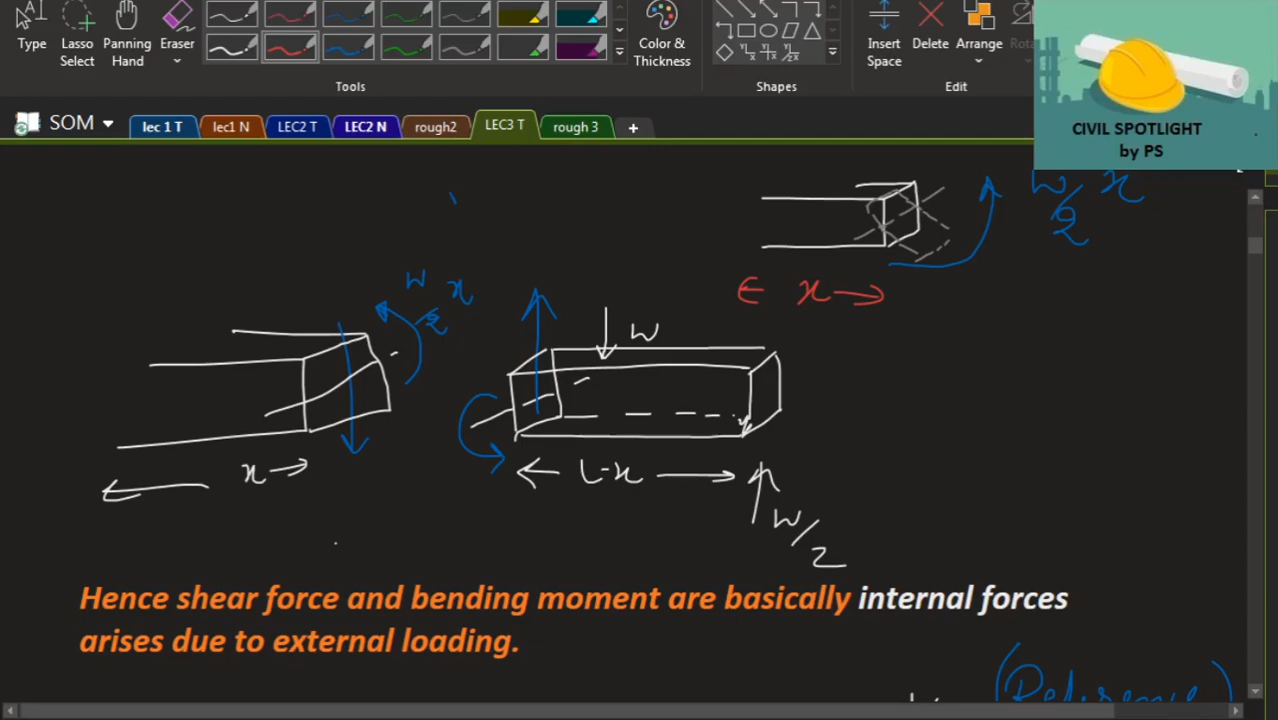 Type
Lasso
Select
Panning
Hand
Eraser
Color &
Thickness
Insert
Space
Delete
Arrange
Tools
Shapes
Edit
CIVIL SPOTLIGHT
by PS
SOM
lec 1 T
lec1 N
LEC2 T
LEC2 N
rough2
LEC3 T
rough 3
+
W/2 x
x
W/2 x
W
x
L-x
W/2
Hence shear force and bending moment are basically internal forces
arises due to external loading.
(Reference)